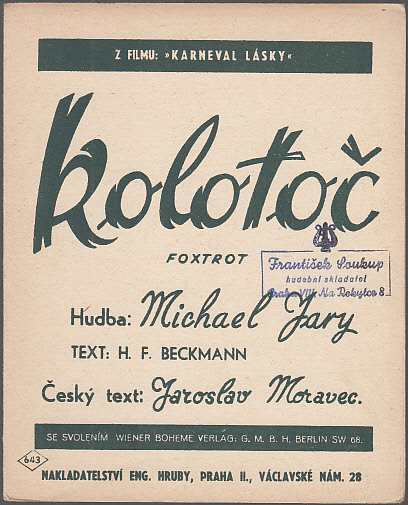 Z FILMU: »KARNEVAL LÁSKY«
Kolotoč
FOXTROT
František Soukup
hudební skladatel
Praha VIII, Na Rokytce 8
Hudba: Michael Jary
TEXT: H. F. BECKMANN
Český text: Jaroslav Moravec.
SE SVOLENÍM WIENER BOHEME VERLAG: G. M. B. H. BERLIN SW 68.
643
NAKLADATELSTVÍ ENG. HRUBY, PRAHA II., VÁCLAVSKÉ NÁM. 28